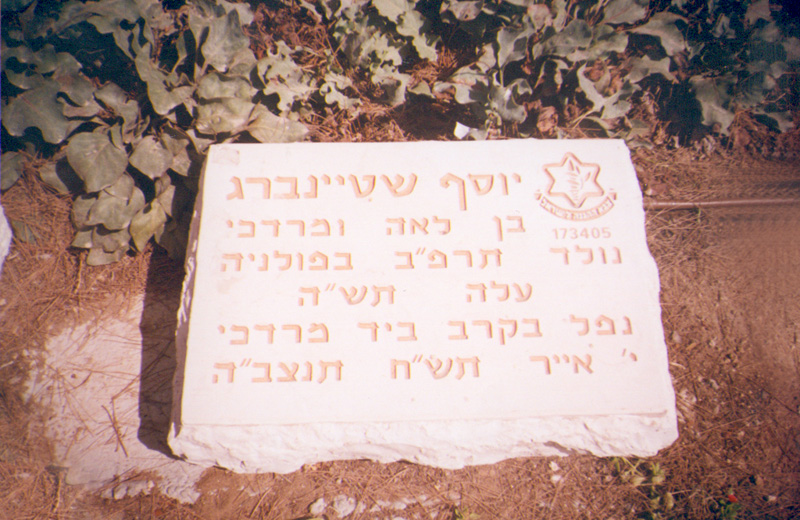 יוסף שטיינברג
173405
בן לאה ומרדכי
נולד תרפ״ב בפולניה
עלה תש״ה
נפל בקרב ביד מרדכי
י׳ אייר תש״ח תנצב״ה